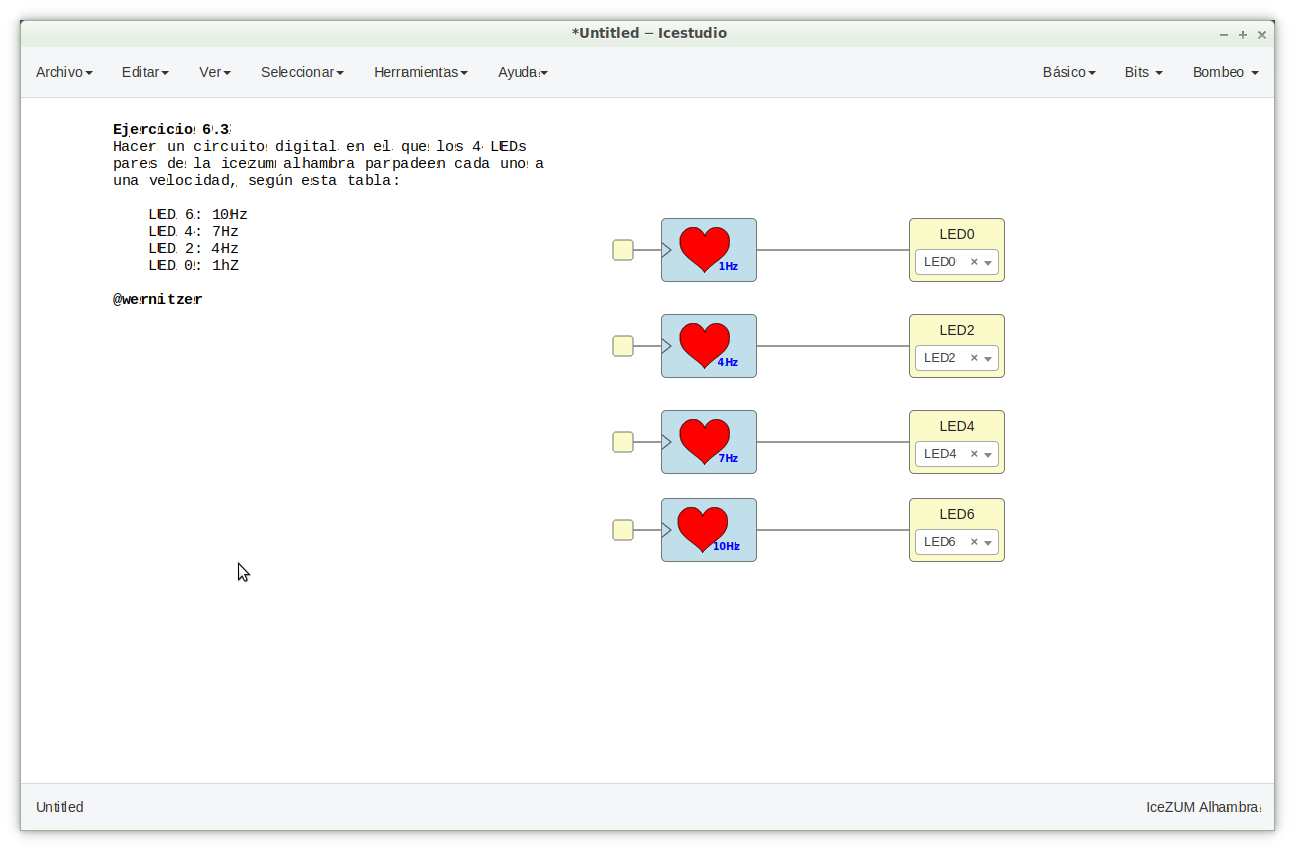 *Untitled – Icestudio
Archivo Editar Ver Seleccionar Herramientas Ayuda Básico Bits Bombeo
Ejercicio 6.3
Hacer un circuito digital en el que los 4 LEDs
pares de la icezum alhambra parpadeen cada uno a
una velocidad, según esta tabla:
LED 6: 10Hz
LED 4: 7Hz
LED 2: 4Hz
LED 0: 1hZ
@wernitzer
1Hz
LED0
LED0
4Hz
LED2
LED2
7Hz
LED4
LED4
10Hz
LED6
LED6
Untitled
IceZUM Alhambra